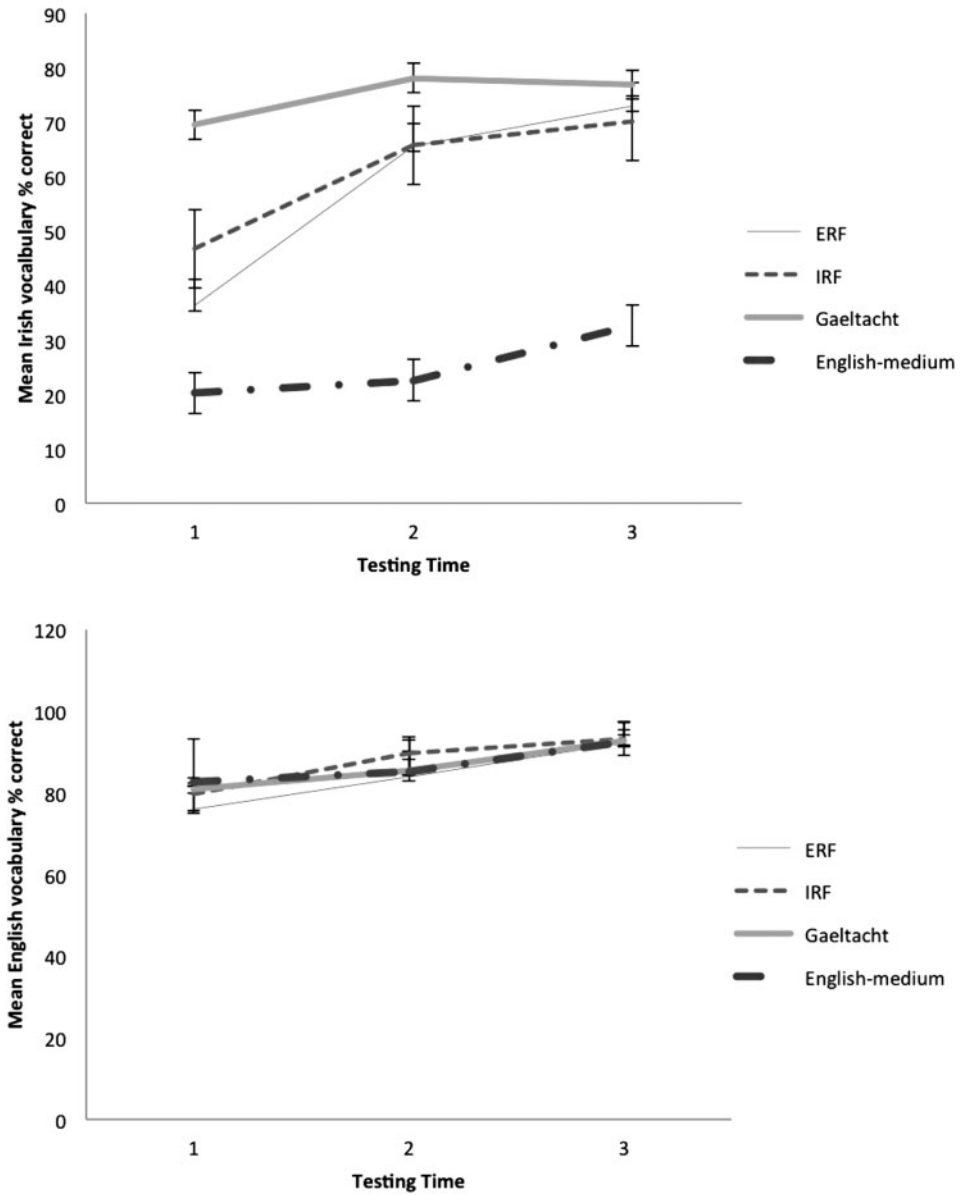 90
80
70
60
50
40
30
20
10
0
Mean Irish vocalbulary % correct
1 2 3
Testing Time
ERF
IRF
Gaeltacht
English-medium
120
100
80
60
40
20
0
Mean English vocabulary % correct
1 2 3
Testing Time
ERF
IRF
Gaeltacht
English-medium